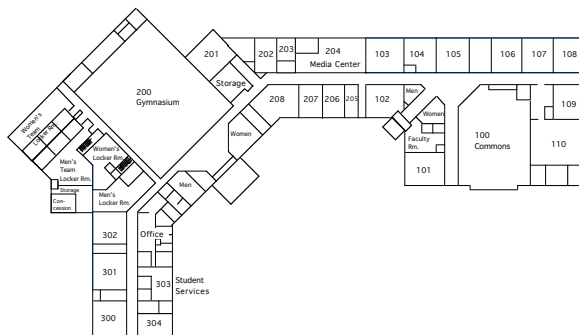 201
202
203
204
Media Center
103
104
105
106
107
108
200
Gymnasium
Storage
208
207
206
205
102
Men
Women
109
100
Commons
110
Faculty
Rm.
101
Women
Women's
Team
Locker Rm.
Women's
Locker Rm.
Men's
Team
Locker Rm.
Storage
Con-
cession
Men's
Locker Rm.
Men
302
Office
301
303
Student
Services
300
304